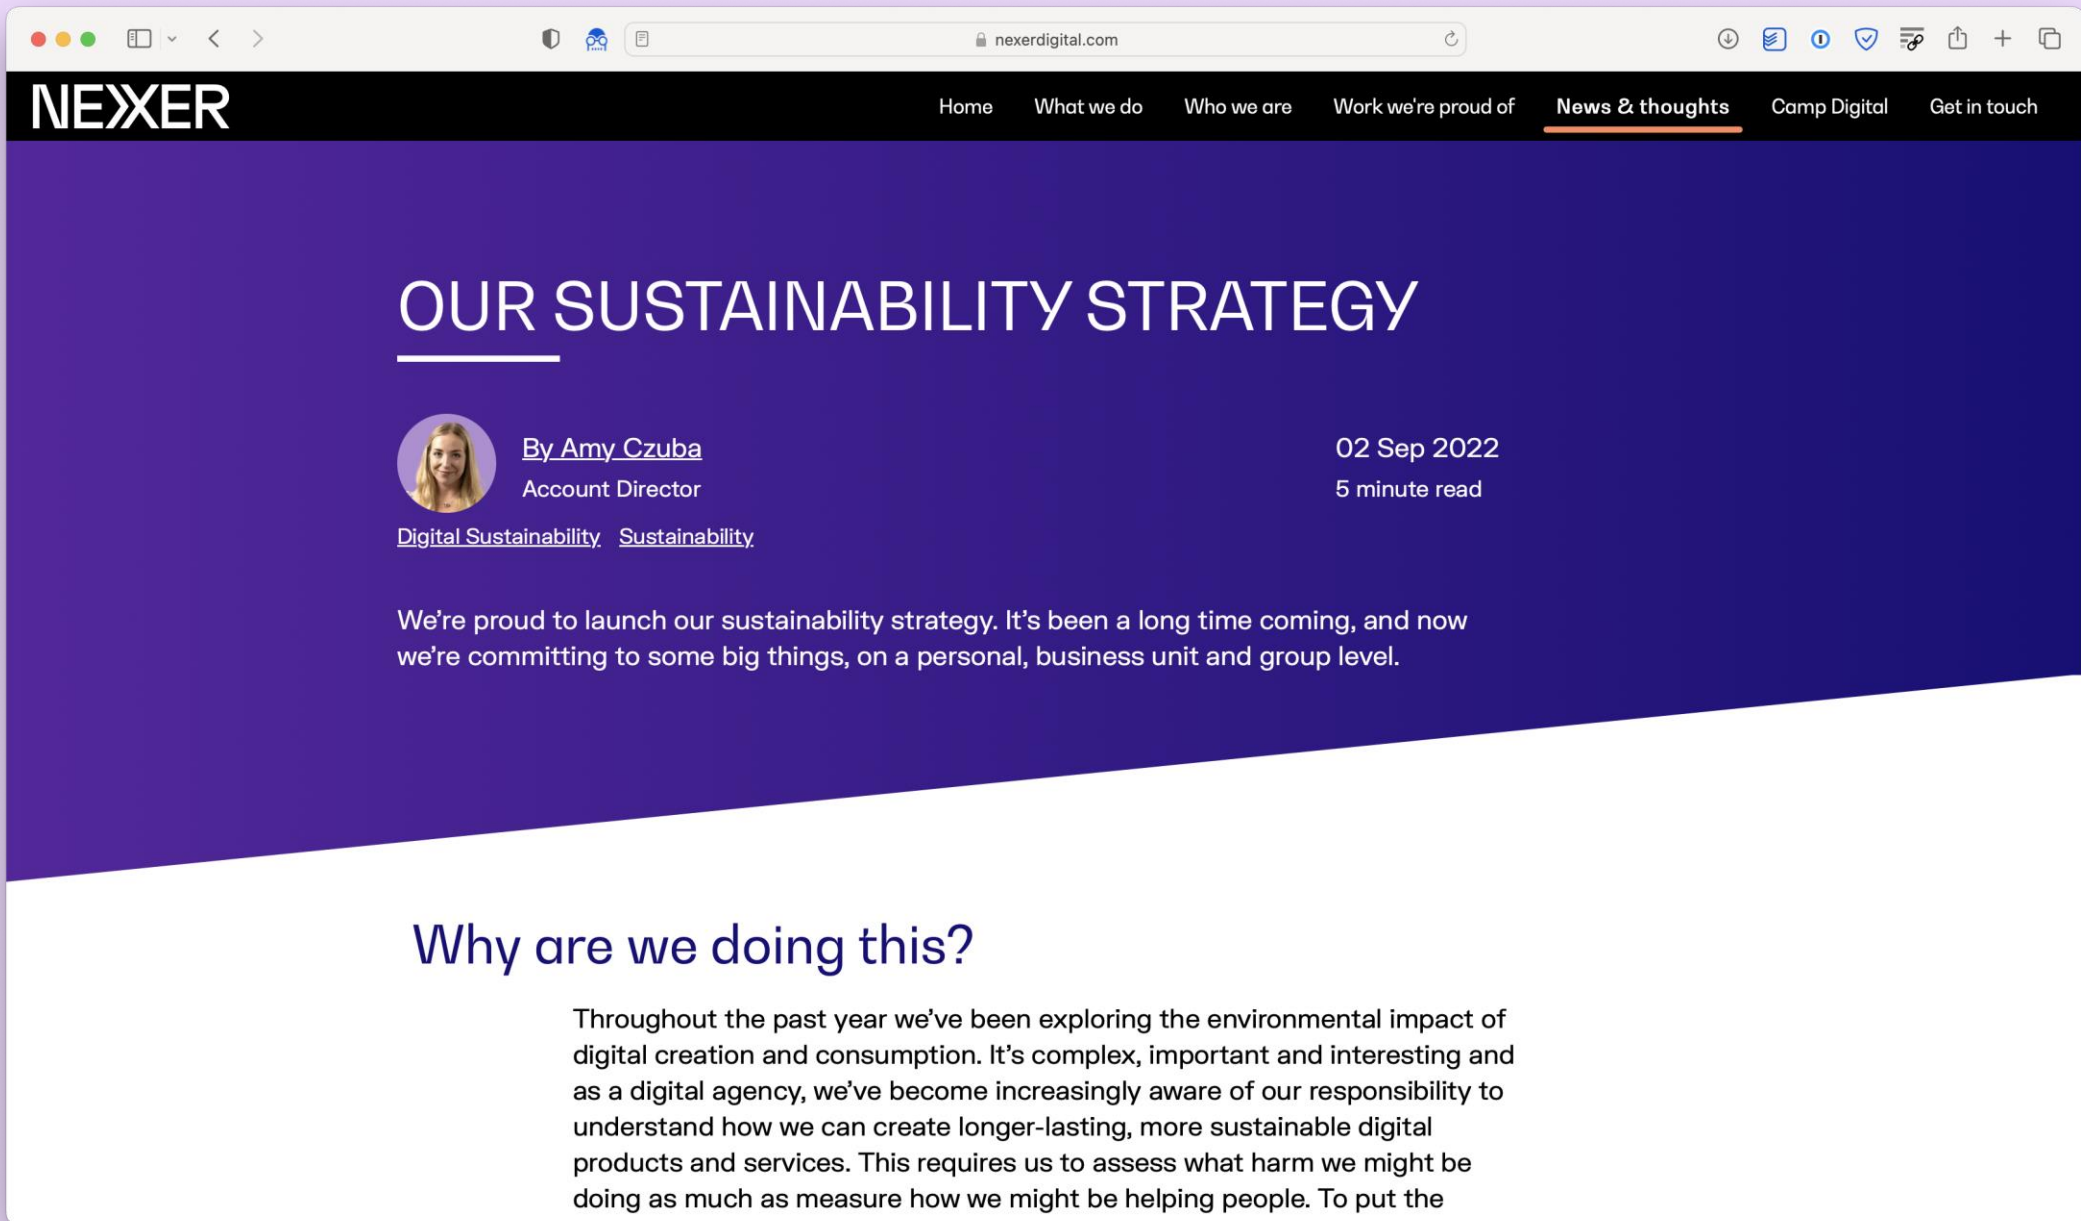 nexerdigital.com
NEXER
Home What we do Who we are Work we're proud of News & thoughts Camp Digital Get in touch
OUR SUSTAINABILITY STRATEGY
By Amy Czuba
Account Director
02 Sep 2022
5 minute read
Digital Sustainability Sustainability
We’re proud to launch our sustainability strategy. It’s been a long time coming, and now
we’re committing to some big things, on a personal, business unit and group level.
Why are we doing this?
Throughout the past year we’ve been exploring the environmental impact of
digital creation and consumption. It’s complex, important and interesting and
as a digital agency, we’ve become increasingly aware of our responsibility to
understand how we can create longer-lasting, more sustainable digital
products and services. This requires us to assess what harm we might be
doing as much as measure how we might be helping people. To put the